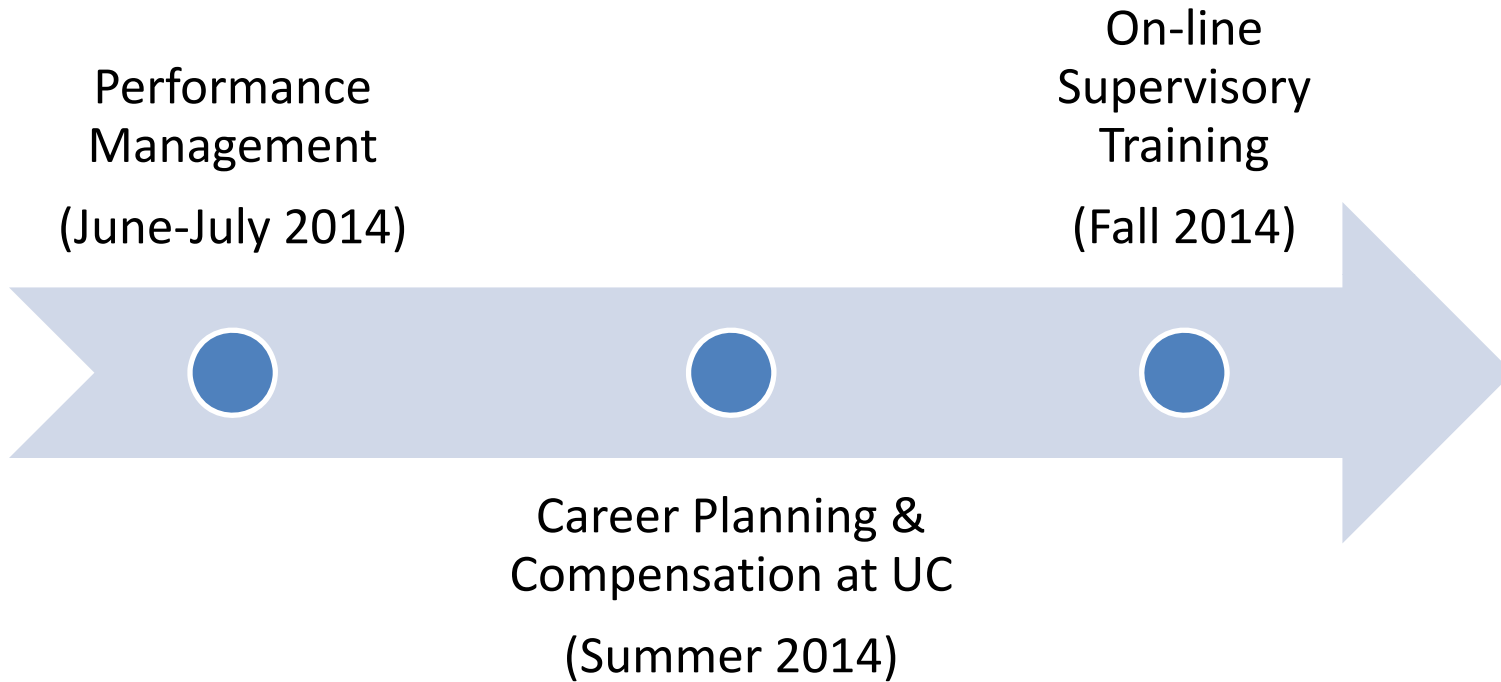 Performance
Management
(June-July 2014)
Career Planning &
Compensation at UC
(Summer 2014)
On-line
Supervisory
Training
(Fall 2014)